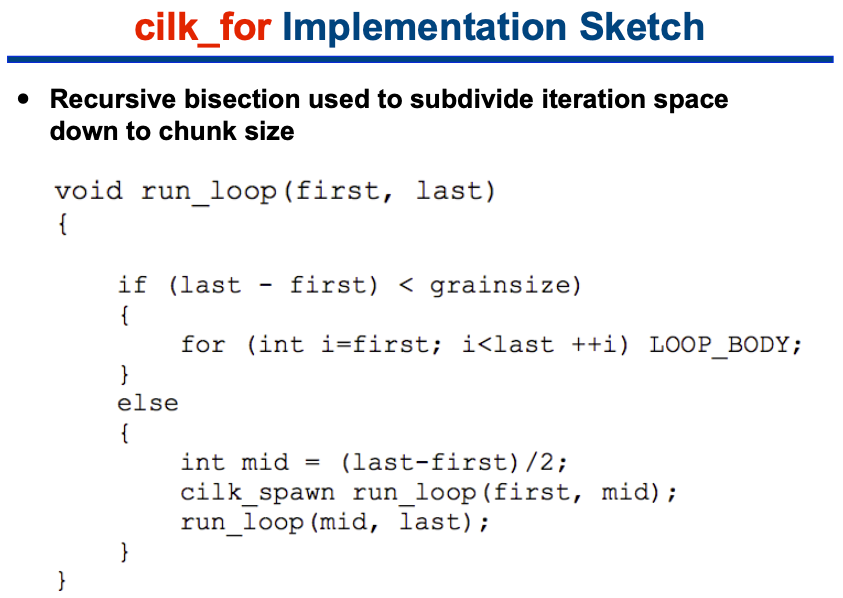 cilk_for Implementation Sketch
• Recursive bisection used to subdivide iteration space
down to chunk size
void run_loop(first, last)
{
if (last - first) < grainsize)
{
for (int i=first; i<last ++i) LOOP_BODY;
}
else
{
int mid = (last-first)/2;
cilk_spawn run_loop(first, mid);
run_loop(mid, last);
}
}